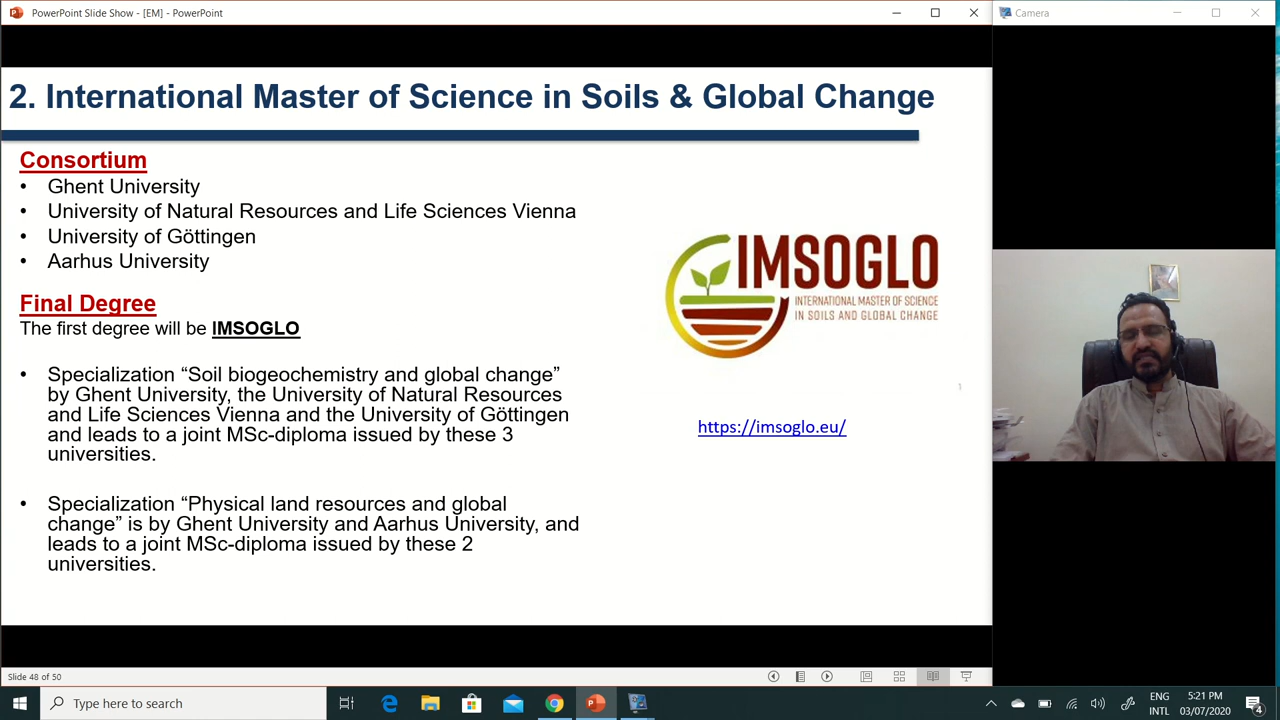 PowerPoint Slide Show - [EM] - PowerPoint
Camera
2. International Master of Science in Soils & Global Change
Consortium
• Ghent University
• University of Natural Resources and Life Sciences Vienna
• University of Göttingen
• Aarhus University
Final Degree
The first degree will be IMSOGLO
• Specialization “Soil biogeochemistry and global change”
by Ghent University, the University of Natural Resources
and Life Sciences Vienna and the University of Göttingen
and leads to a joint MSc-diploma issued by these 3
universities.
• Specialization “Physical land resources and global
change” is by Ghent University and Aarhus University, and
leads to a joint MSc-diploma issued by these 2
universities.
IMSOGLO
INTERNATIONAL MASTER OF SCIENCE
IN SOILS AND GLOBAL CHANGE
https://imsoglo.eu/
Slide 48 of 50
Type here to search
ENG
INTL
5:21 PM
03/07/2020
4